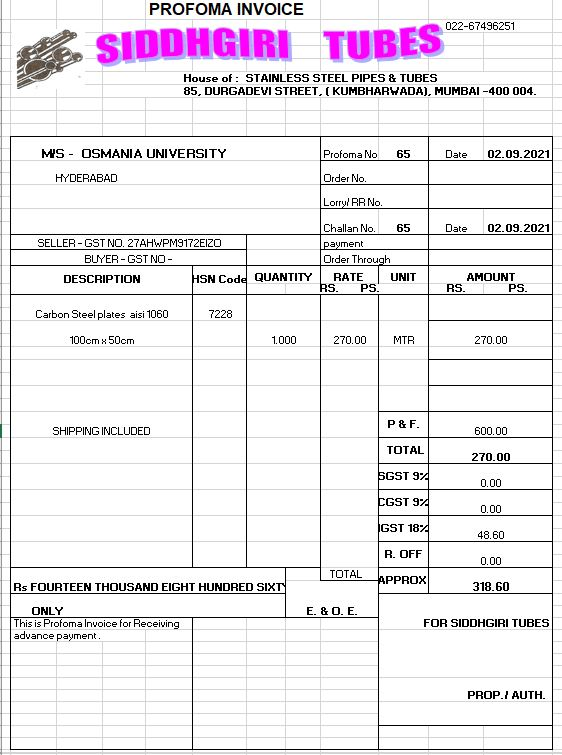 PROFOMA INVOICE
SIDDHGIRI TUBES
022-67496251
House of : STAINLESS STEEL PIPES & TUBES
85, DURGADEVI STREET, ( KUMBHARWADA), MUMBAI -400 004.
M/S - OSMANIA UNIVERSITY
Profoma No 65 Date 02.09.2021
HYDERABAD
Order No.
Lorry/ RR No.
Challan No. 65 Date 02.09.2021
SELLER - GST NO. 27AHWPM9172EIZO
payment
BUYER - GST NO -
Order Through
DESCRIPTION HSN Code QUANTITY RATE UNIT AMOUNT
RS. PS. RS. PS.
Carbon Steel plates aisi 1060 7228
100cm x 50cm 1.000 270.00 MTR 270.00
P & F. 600.00
SHIPPING INCLUDED
TOTAL 270.00
SGST 9% 0.00
CGST 9% 0.00
IGST 18% 48.60
R. OFF 0.00
TOTAL
APPROX 318.60
Rs FOURTEEN THOUSAND EIGHT HUNDRED SIXTY
ONLY E. & O. E.
This is Profoma Invoice for Receiving
advance payment .
FOR SIDDHGIRI TUBES
PROP./ AUTH.